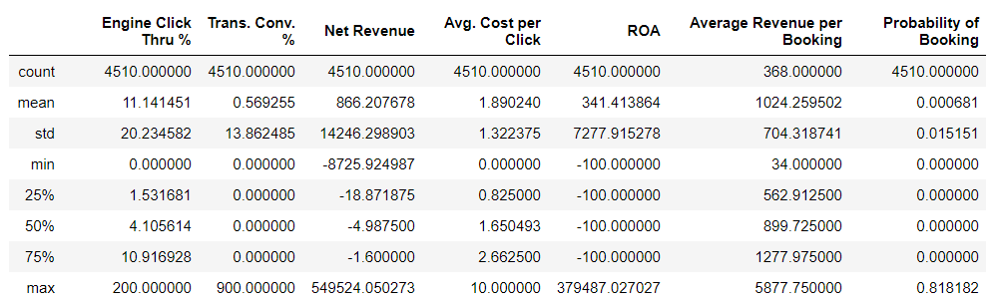 Engine Click Thru % Trans. Conv. % Net Revenue Avg. Cost per Click ROA Average Revenue per Booking Probability of Booking
count 4510.000000 4510.000000 4510.000000 4510.000000 4510.000000 368.000000 4510.000000
mean 11.141451 0.569255 866.207678 1.890240 341.413864 1024.259502 0.000681
std 20.234582 13.862485 14246.298903 1.322375 7277.915278 704.318741 0.015151
min 0.000000 0.000000 -8725.924987 0.000000 -100.000000 34.000000 0.000000
25% 1.531681 0.000000 -18.871875 0.825000 -100.000000 562.912500 0.000000
50% 4.105614 0.000000 -4.987500 1.650493 -100.000000 899.725000 0.000000
75% 10.916928 0.000000 -1.600000 2.662500 -100.000000 1277.975000 0.000000
max 200.000000 900.000000 549524.050273 10.000000 379487.027027 5877.750000 0.818182